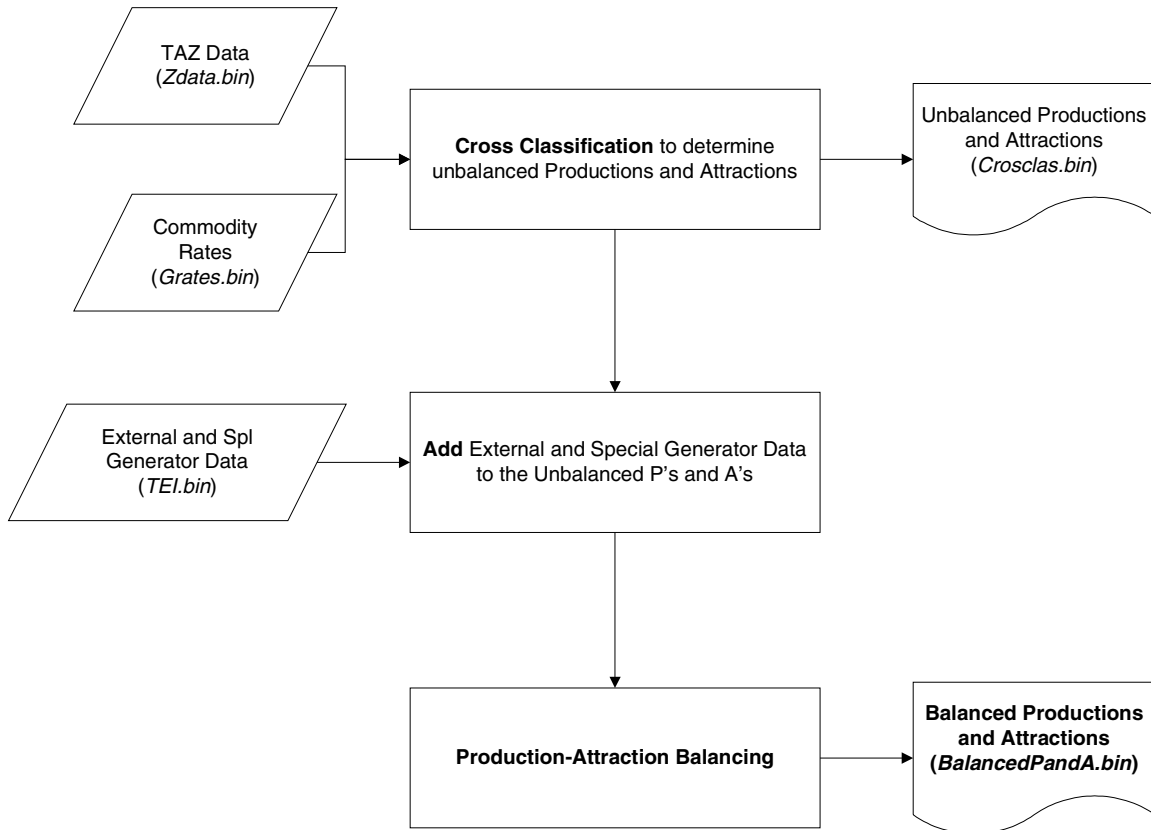 TAZ Data
(Zdata.bin)
Commodity
Rates
(Grates.bin)
Cross Classification to determine
unbalanced Productions and Attractions
Unbalanced Productions
and Attractions
(Crosclas.bin)
External and Spl
Generator Data
(TEI.bin)
Add External and Special Generator Data
to the Unbalanced P's and A's
Production-Attraction Balancing
Balanced Productions
and Attractions
(BalancedPandA.bin)